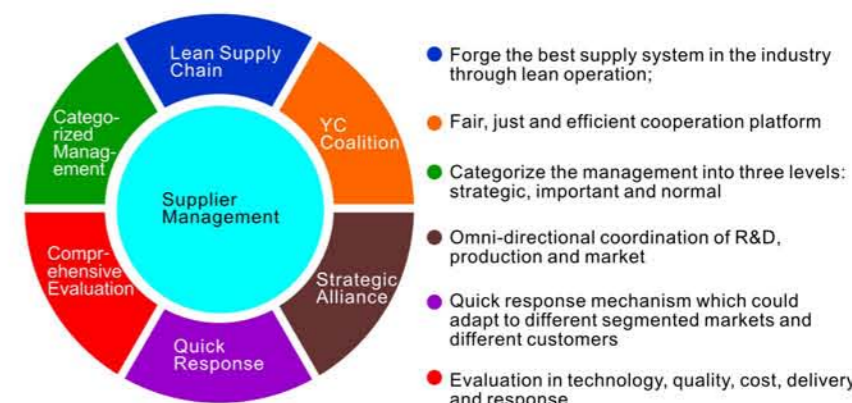 Lean Supply
Chain
YC
Coalition
Catego-
rized
Manag-
ement
Supplier
Management
Compr-
ehensive
Evaluation
Strategic
Alliance
Quick
Response
Forge the best supply system in the industry
through lean operation;
Fair, just and efficient cooperation platform
Categorize the management into three levels:
strategic, important and normal
Omni-directional coordination of R&D,
production and market
Quick response mechanism which could
adapt to different segmented markets and
different customers
Evaluation in technology, quality, cost, delivery
and response